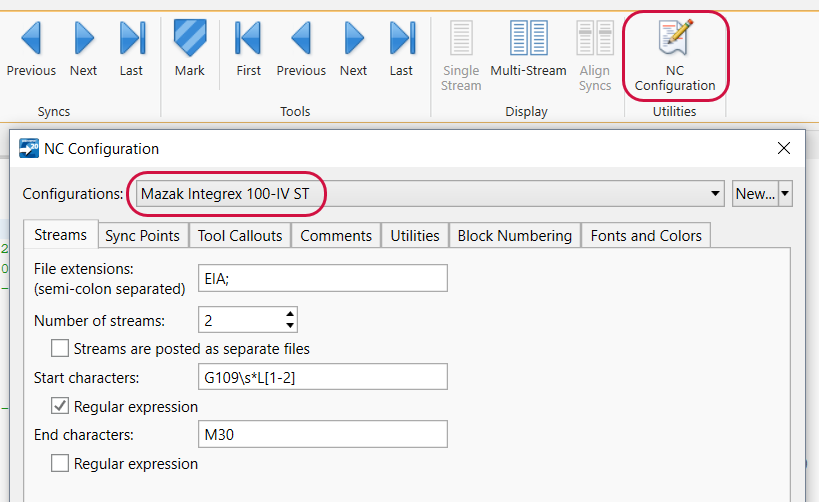 Previous Next Last Mark First Previous Next Last Single Stream Multi-Stream Align Syncs NC Configuration
Syncs Tools Display Utilities
20 NC Configuration
Configurations: Mazak Integrex 100-IV ST New...
Streams Sync Points Tool Callouts Comments Utilities Block Numbering Fonts and Colors
File extensions:
(semi-colon separated) EIA;
Number of streams: 2
Streams are posted as separate files
Start characters: G109\s*L[1-2]
Regular expression
End characters: M30
Regular expression